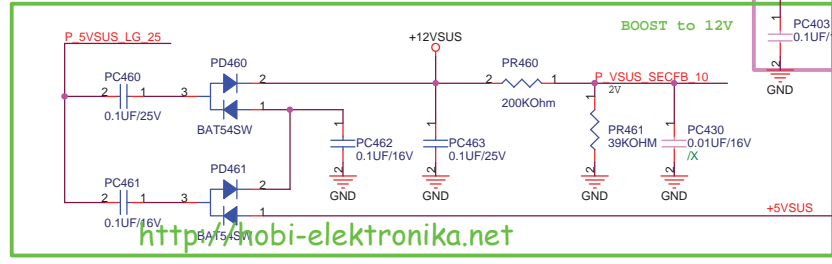 P_5VSUS_LG_25
+12VSUS
BOOST to 12V
PC403
0.1UF/1
2
GND
PC460
2 1
0.1UF/25V
3
PD460
2
1
BAT54SW
PR460
2 1
200KOhm
P_VSUS_SECFB_10
2V
1
PC462
0.1UF/16V
2
GND
1
PC463
0.1UF/25V
2
GND
1
PR461
39KOHM
2
GND
1
PC430
0.01UF/16V
/X
2
GND
PC461
2 1
0.1UF/16V
3
PD461
2
1
BAT54SW
+5VSUS
http://hobi-elektronika.net